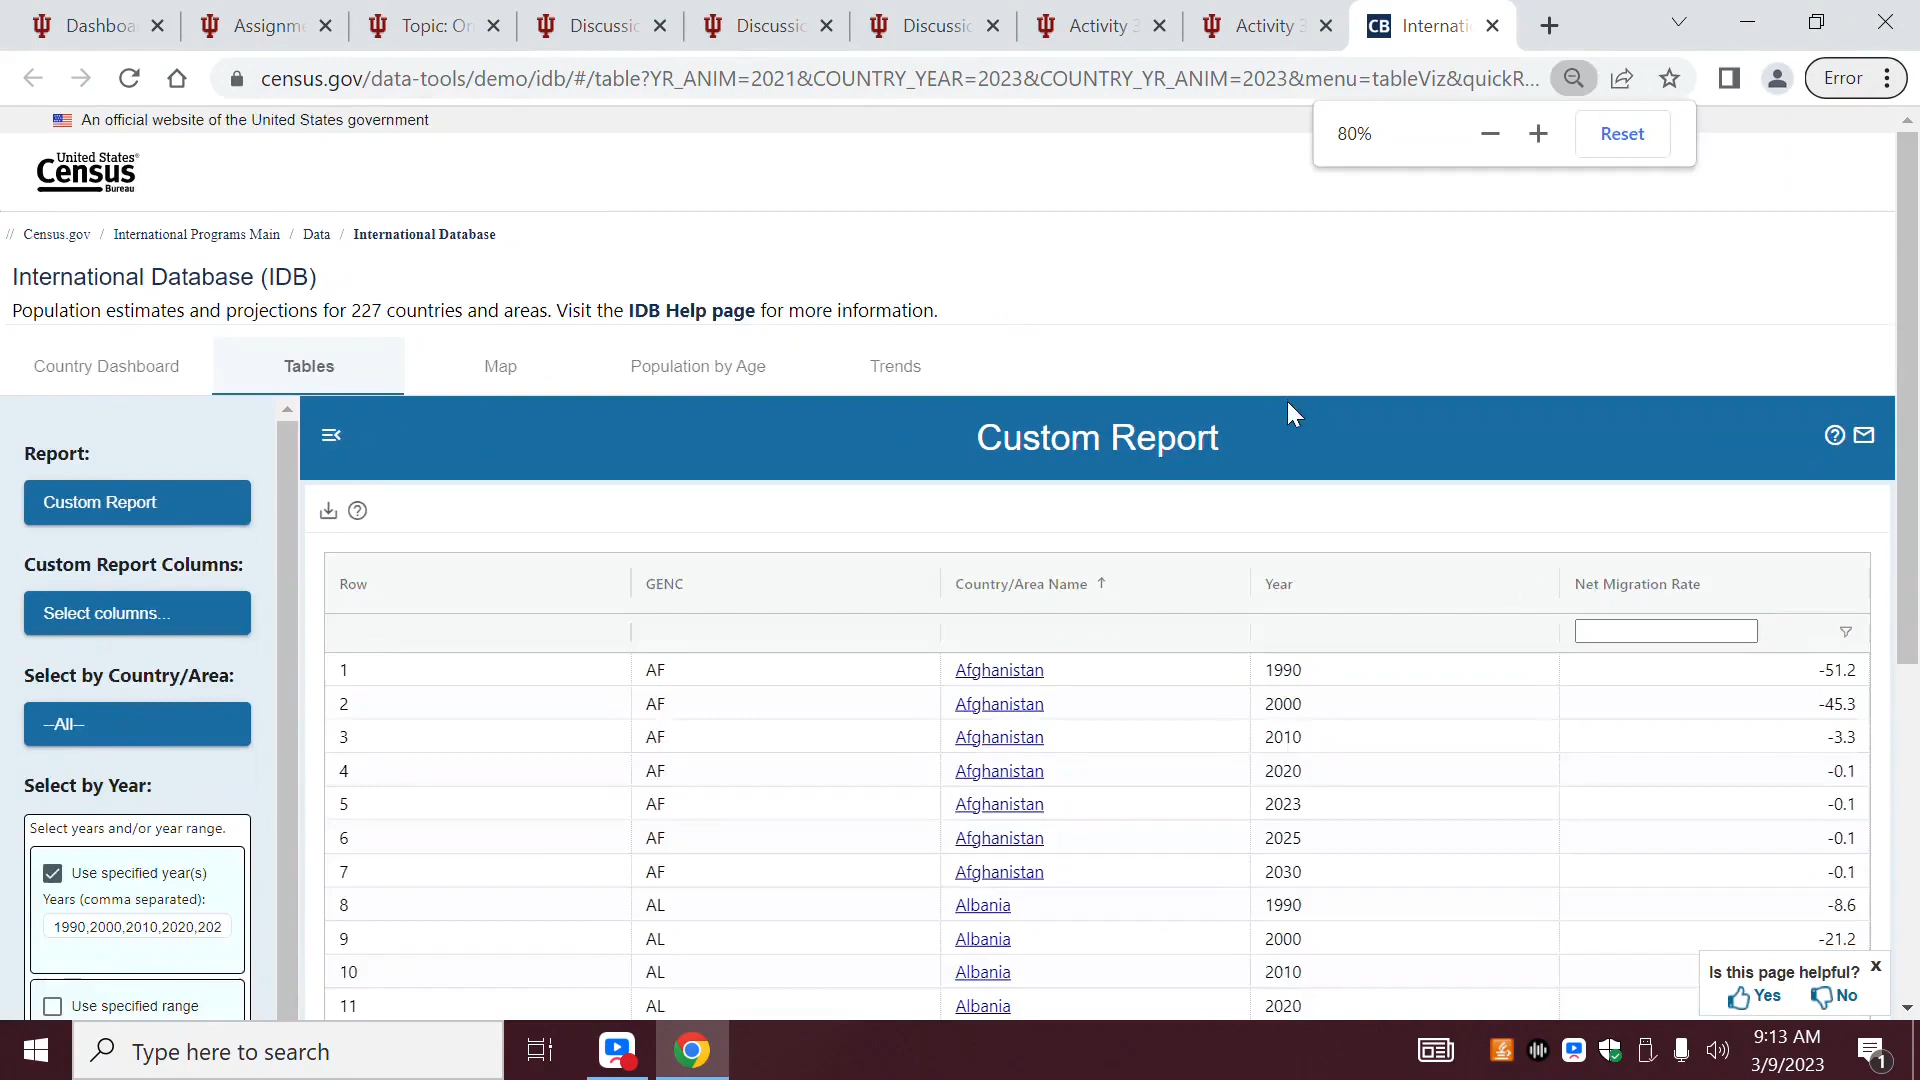 Dashboa
Assignme
Topic: On
Discussic
Discussic
Discussic
Activity 3
Activity 3
CB Internati
census.gov/data-tools/demo/idb/#/table?YR_ANIM=2021&COUNTRY_YEAR=2023&COUNTRY_YR_ANIM=2023&menu=tableViz&quickR...
Error
80%
Reset
An official website of the United States government
United States®
Census
Bureau
// Census.gov / International Programs Main / Data / International Database
International Database (IDB)
Population estimates and projections for 227 countries and areas. Visit the IDB Help page for more information.
Country Dashboard
Tables
Map
Population by Age
Trends
Report:
Custom Report
Custom Report Columns:
Select columns...
Select by Country/Area:
--All--
Select by Year:
Select years and/or year range.
Use specified year(s)
Years (comma separated):
1990,2000,2010,2020,202
Use specified range
Custom Report
Row GENC Country/Area Name ↑ Year Net Migration Rate
1 AF Afghanistan 1990 -51.2
2 AF Afghanistan 2000 -45.3
3 AF Afghanistan 2010 -3.3
4 AF Afghanistan 2020 -0.1
5 AF Afghanistan 2023 -0.1
6 AF Afghanistan 2025 -0.1
7 AF Afghanistan 2030 -0.1
8 AL Albania 1990 -8.6
9 AL Albania 2000 -21.2
10 AL Albania 2010
11 AL Albania 2020
Is this page helpful? X
Yes No
Type here to search
9:13 AM
3/9/2023
1